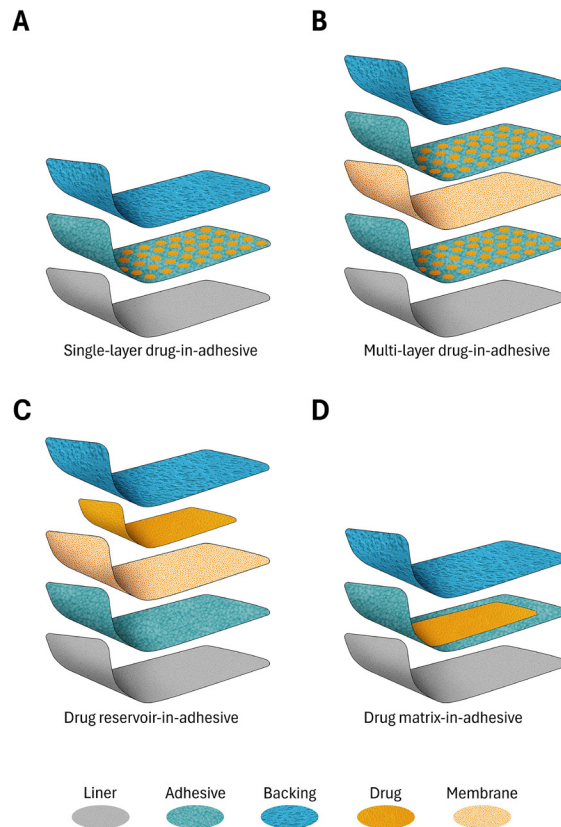 A
B
Single-layer drug-in-adhesive
Multi-layer drug-in-adhesive
C
D
Drug reservoir-in-adhesive
Drug matrix-in-adhesive
Liner
Adhesive
Backing
Drug
Membrane